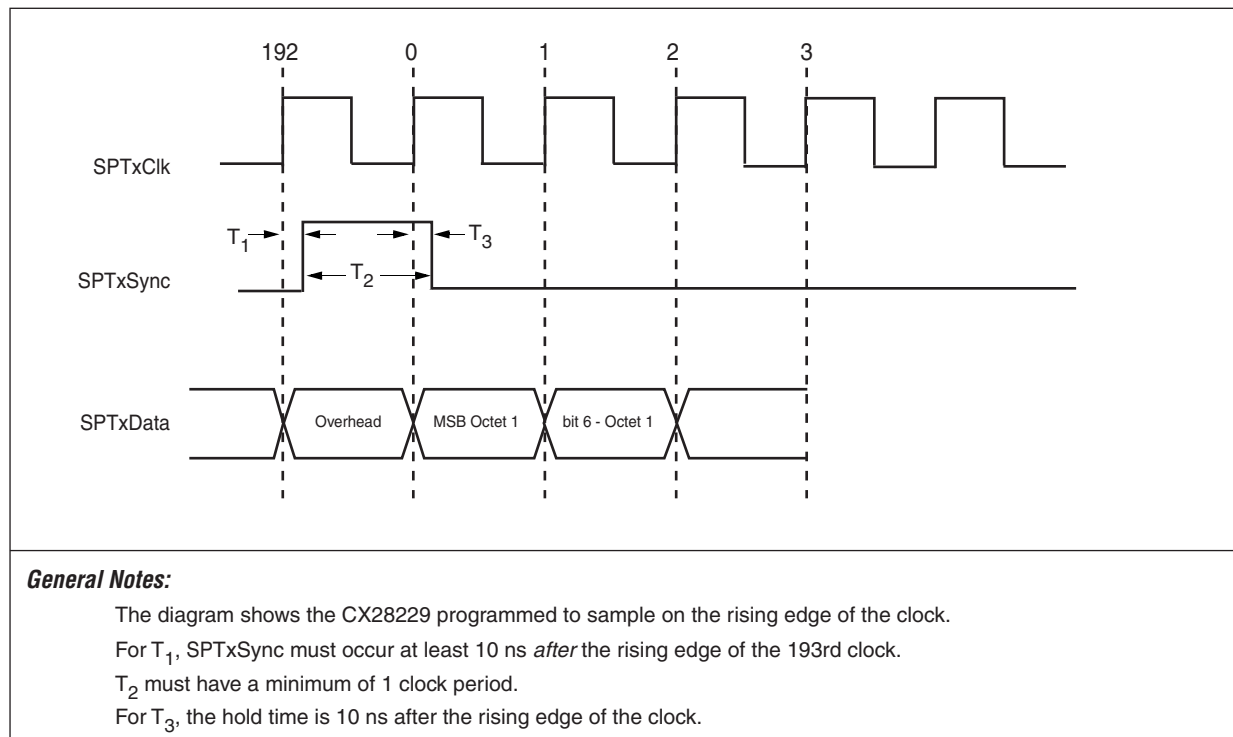 192 0 1 2 3
SPTxClk
T1 T3
T2
SPTxSync
SPTxData
Overhead MSB Octet 1 bit 6 - Octet 1
General Notes:
The diagram shows the CX28229 programmed to sample on the rising edge of the clock.
For T1, SPTxSync must occur at least 10 ns after the rising edge of the 193rd clock.
T2 must have a minimum of 1 clock period.
For T3, the hold time is 10 ns after the rising edge of the clock.